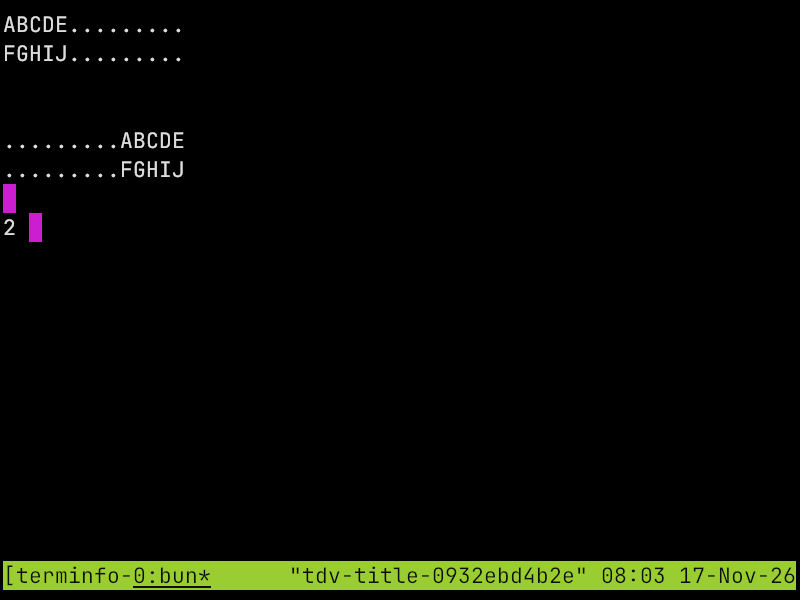 ABCDE.........
FGHIJ.........
.........ABCDE
.........FGHIJ
2
[terminfo-0:bun*      "tdv-title-0932ebd4b2e" 08:03 17-Nov-26